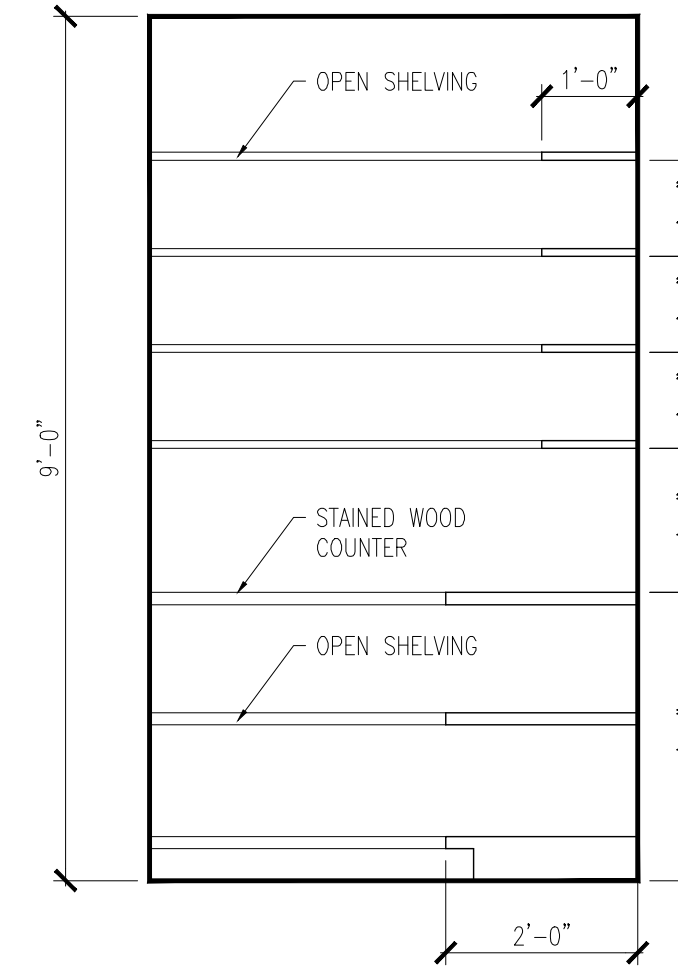 1'-0"
OPEN SHELVING
9'-0"
STAINED WOOD
COUNTER
OPEN SHELVING
2'-0"